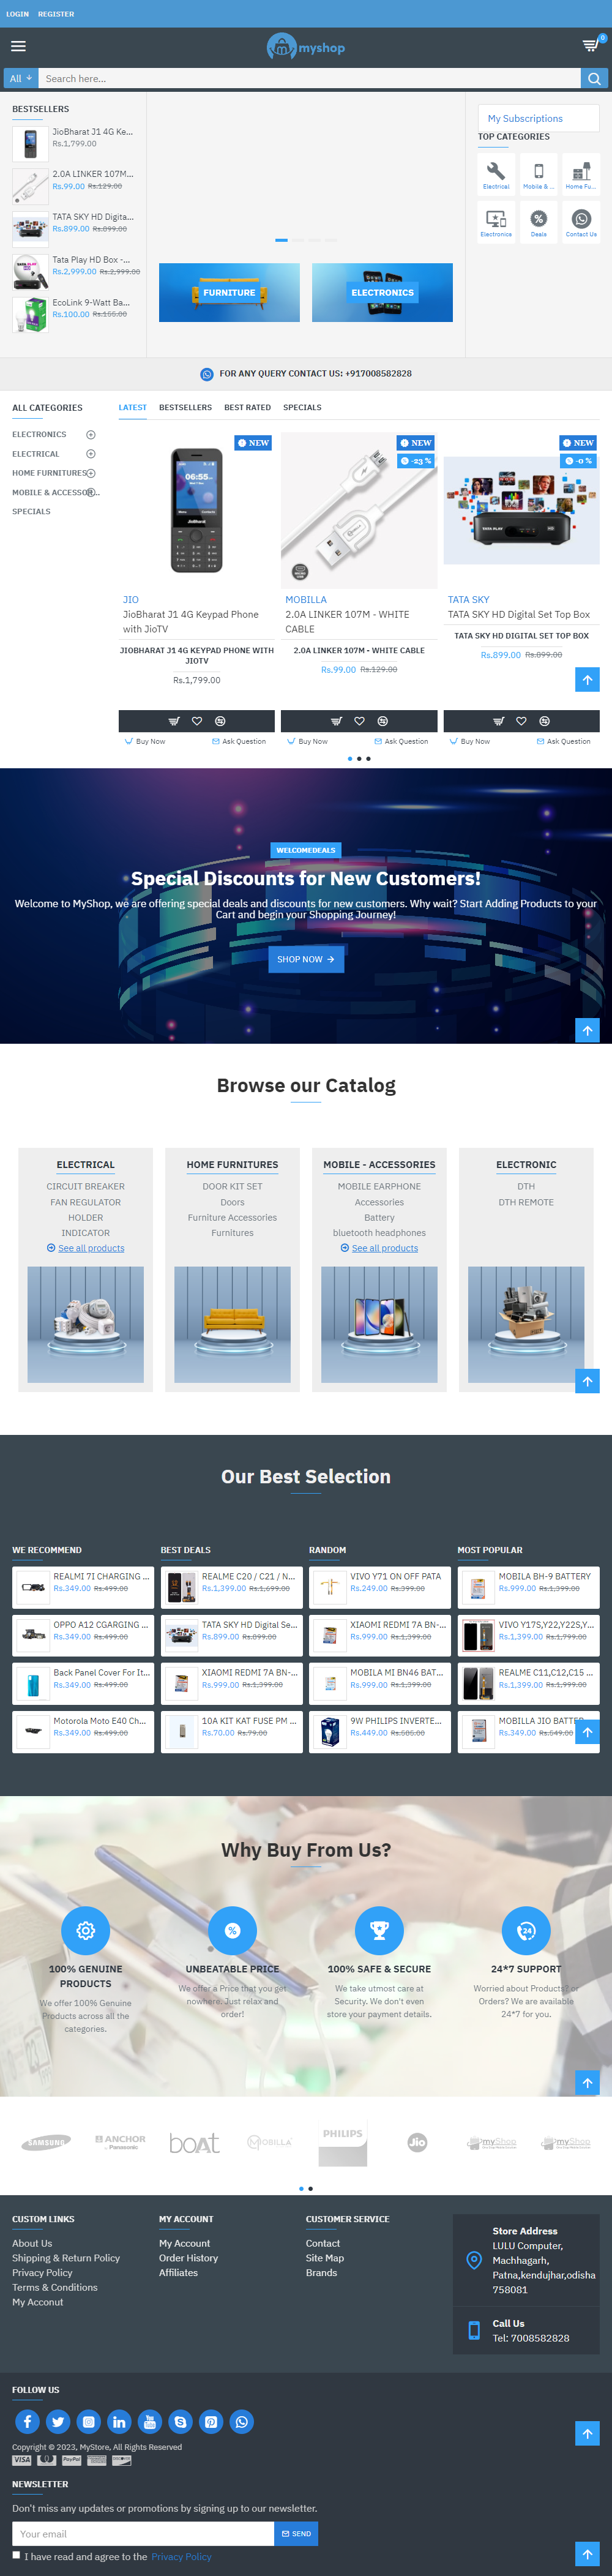 LOGIN REGISTER
myshop
0
All Search here...
BESTSELLERS
JioBharat J1 4G Ke...
Rs.1,799.00
2.0A LINKER 107M...
Rs.99.00 Rs.129.00
TATA SKY HD Digita...
Rs.899.00 Rs.899.00
Tata Play HD Box -...
Rs.2,999.00 Rs.2,999.00
EcoLink 9-Watt Ba...
Rs.100.00 Rs.155.00
FURNITURE
ELECTRONICS
My Subscriptions
TOP CATEGORIES
Electrical Mobile & ... Home Fu...
Electronics Deals Contact Us
FOR ANY QUERY CONTACT US: +917008582828
ALL CATEGORIES
ELECTRONICS
ELECTRICAL
HOME FURNITURES
MOBILE & ACCESSOR...
SPECIALS
LATEST BESTSELLERS BEST RATED SPECIALS
NEW
JIO
JioBharat J1 4G Keypad Phone with JioTV
JIOBHARAT J1 4G KEYPAD PHONE WITH JIOTV
Rs.1,799.00
Buy Now Ask Question
NEW
-23 %
MOBILLA
2.0A LINKER 107M - WHITE CABLE
2.0A LINKER 107M - WHITE CABLE
Rs.99.00 Rs.129.00
Buy Now Ask Question
NEW
-0 %
TATA PLAY
TATA SKY
TATA SKY HD Digital Set Top Box
TATA SKY HD DIGITAL SET TOP BOX
Rs.899.00 Rs.899.00
Buy Now Ask Question
WELCOMEDEALS
Special Discounts for New Customers!
Welcome to MyShop, we are offering special deals and discounts for new customers. Why wait? Start Adding Products to your
Cart and begin your Shopping Journey!
SHOP NOW
Browse our Catalog
ELECTRICAL
CIRCUIT BREAKER
FAN REGULATOR
HOLDER
INDICATOR
See all products
HOME FURNITURES
DOOR KIT SET
Doors
Furniture Accessories
Furnitures
MOBILE - ACCESSORIES
MOBILE EARPHONE
Accessories
Battery
bluetooth headphones
See all products
ELECTRONIC
DTH
DTH REMOTE
Our Best Selection
WE RECOMMEND
REALMI 7I CHARGING ...
Rs.349.00 Rs.499.00
OPPO A12 CGARGING ...
Rs.349.00 Rs.499.00
Back Panel Cover For It...
Rs.349.00 Rs.499.00
Motorola Moto E40 Cha...
Rs.349.00 Rs.499.00
BEST DEALS
REALME C20 / C21 / N...
Rs.1,399.00 Rs.1,699.00
TATA SKY HD Digital Se...
Rs.899.00 Rs.899.00
XIAOMI REDMI 7A BN-...
Rs.999.00 Rs.1,399.00
10A KIT KAT FUSE PM ...
Rs.70.00 Rs.79.00
RANDOM
VIVO Y71 ON OFF PATA
Rs.249.00 Rs.399.00
XIAOMI REDMI 7A BN-...
Rs.999.00 Rs.1,399.00
MOBILA MI BN46 BAT...
Rs.999.00 Rs.1,399.00
9W PHILIPS INVERTE...
Rs.449.00 Rs.585.00
MOST POPULAR
MOBILA BH-9 BATTERY
Rs.999.00 Rs.1,399.00
VIVO Y17S,Y22,Y22S,Y...
Rs.1,399.00 Rs.1,799.00
REALME C11,C12,C15 ...
Rs.1,399.00 Rs.1,999.00
MOBILLA JIO BATTER
Rs.349.00 Rs.549.00
Why Buy From Us?
100% GENUINE PRODUCTS
We offer 100% Genuine
Products across all the
categories.
UNBEATABLE PRICE
We offer a Price that you get
nowhere. Just relax and
order!
100% SAFE & SECURE
We take utmost care at
Security. We don't even
store your payment details.
24
24*7 SUPPORT
Worried about Products? or
Orders? We are available
24*7 for you.
SAMSUNG
ANCHOR
by Panasonic
boAt
MOBILLA
PHILIPS
Jio
myShop
myShop
CUSTOM LINKS
About Us
Shipping & Return Policy
Privacy Policy
Terms & Conditions
My Acconut
MY ACCOUNT
My Account
Order History
Affiliates
CUSTOMER SERVICE
Contact
Site Map
Brands
Store Address
LULU Computer,
Machhagarh,
Patna,kendujhar,odisha
758081
Call Us
Tel: 7008582828
FOLLOW US
Copyright © 2023, MyStore, All Rights Reserved
VISA PayPal
NEWSLETTER
Don't miss any updates or promotions by signing up to our newsletter.
Your email SEND
I have read and agree to the Privacy Policy